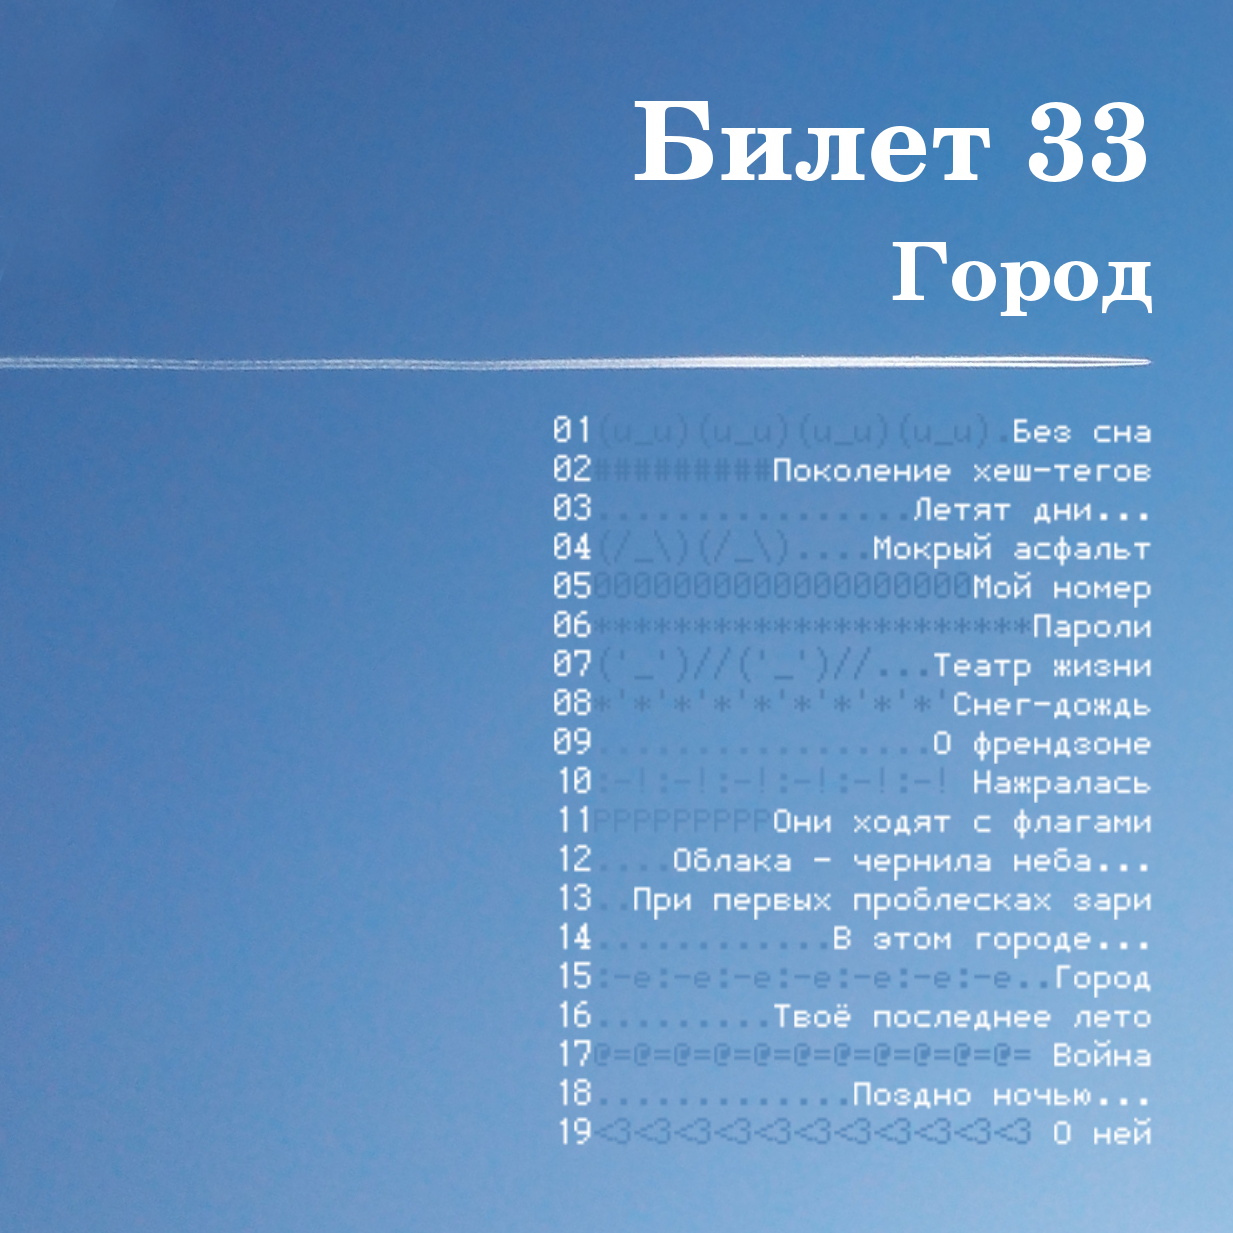 Билет 33
Город
01(u_u)(u_u)(u_u)(u_u).Без сна
02#########Поколение хеш-тегов
03................Летят дни...
04(/_\)(/_\)....Мокрый асфальт
050000000000000000000Мой номер
06**********************Пароли
07('_')//('_')//...Театр жизни
08*'*'*'*'*'*'*'*'*'Снег-дождь
09.................О френдзоне
10:-!:-!:-!:-!:-!:-! Нажралась
11PPPPPPPPPОни ходят с флагами
12....Облака - чернила неба...
13..При первых проблесках зари
14............В этом городе...
15:-e:-e:-e:-e:-e:-e:-e..Город
16.........Твоё последнее лето
17@=@=@=@=@=@=@=@=@=@=@= Война
18.............Поздно ночью...
19<3<3<3<3<3<3<3<3<3<3<3 О ней